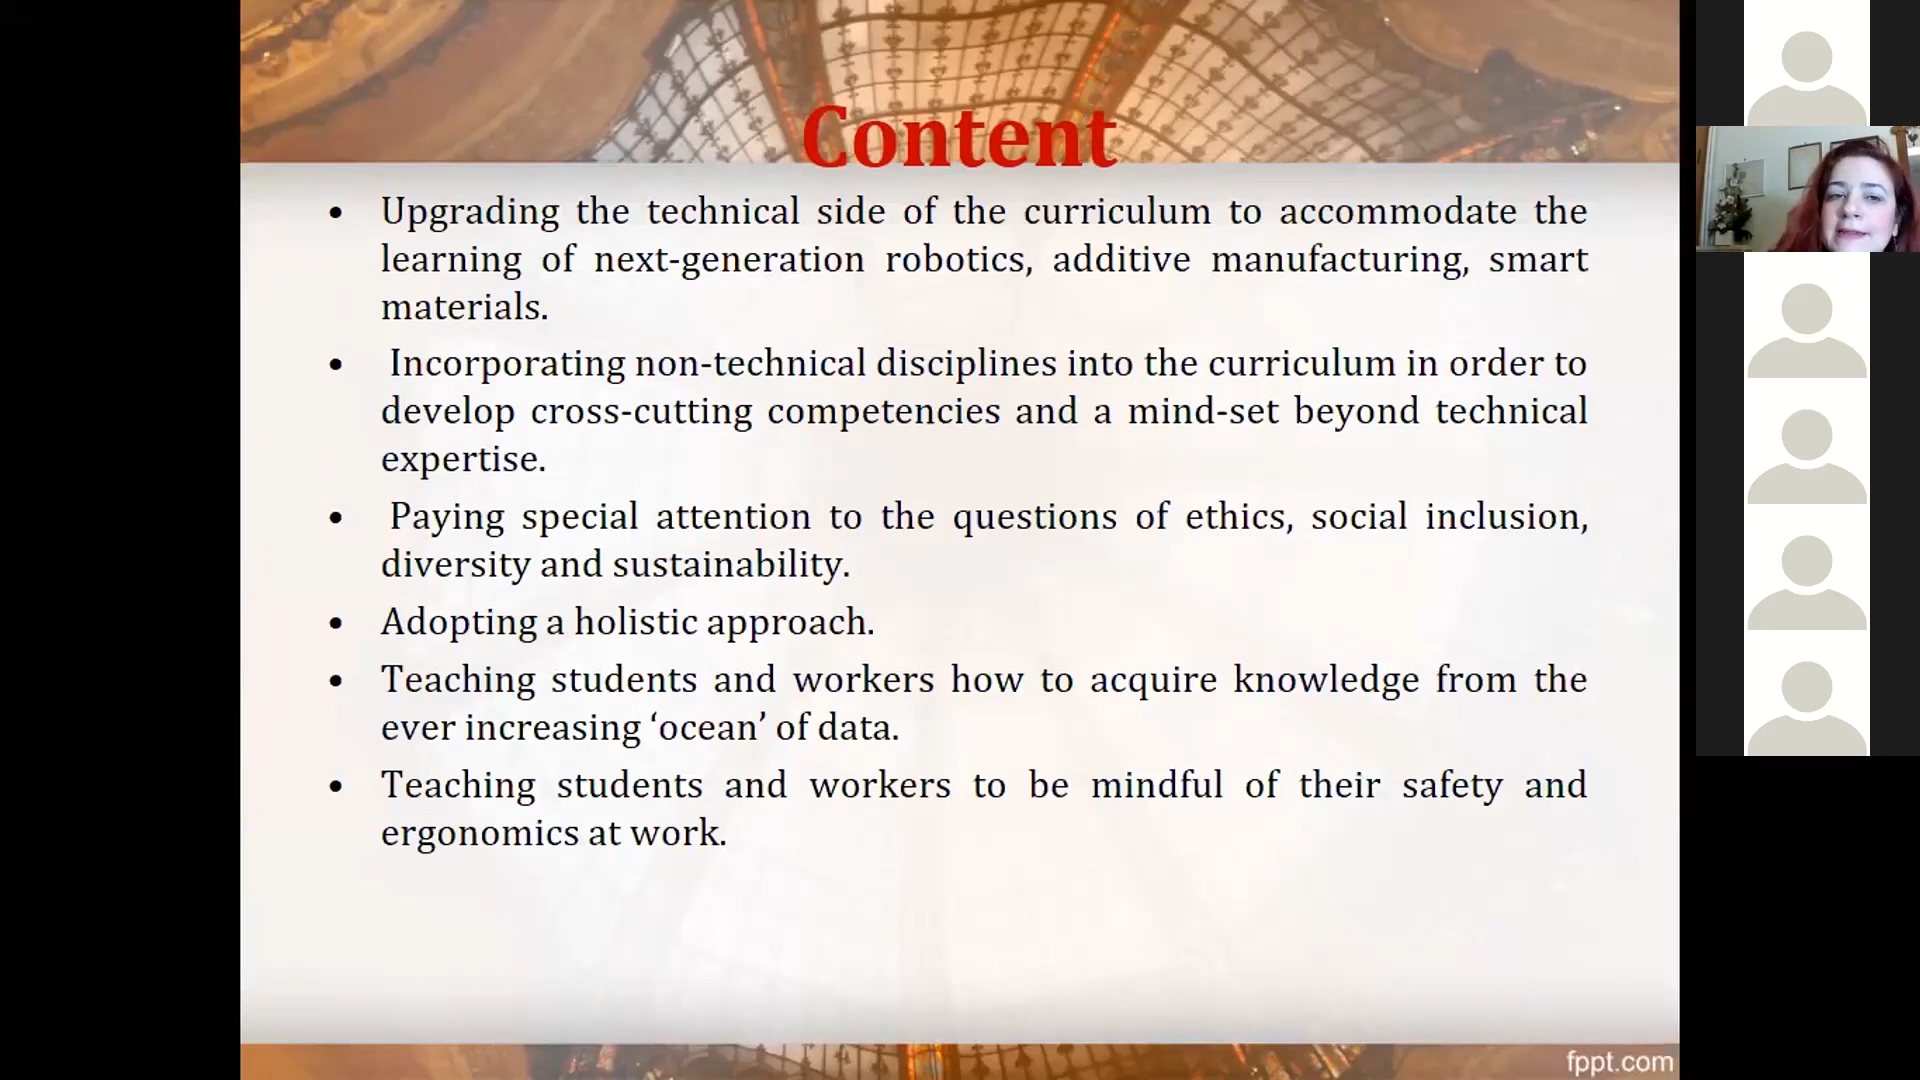 Content
• Upgrading the technical side of the curriculum to accommodate the
learning of next-generation robotics, additive manufacturing, smart
materials.
• Incorporating non-technical disciplines into the curriculum in order to
develop cross-cutting competencies and a mind-set beyond technical
expertise.
• Paying special attention to the questions of ethics, social inclusion,
diversity and sustainability.
• Adopting a holistic approach.
• Teaching students and workers how to acquire knowledge from the
ever increasing ‘ocean’ of data.
• Teaching students and workers to be mindful of their safety and
ergonomics at work.
fppt.com